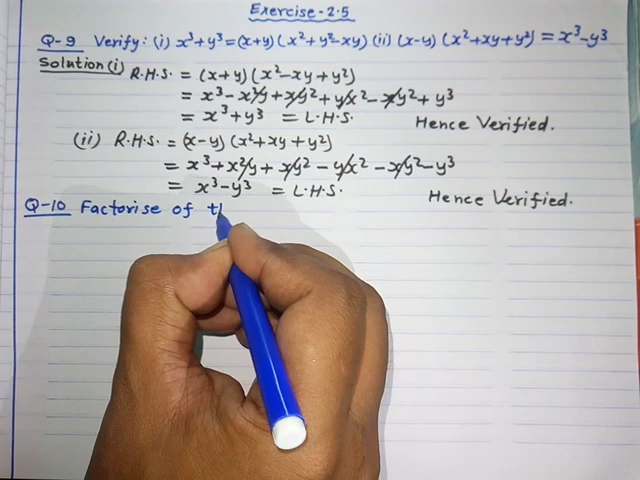 Exercise-2.5
Q-9 Verify: (i) x³+y³=(x+y)(x²+y²-xy) (ii) (x-y)(x²+xy+y²) = x³-y³
Solution(i) R.H.S. = (x+y)(x²-xy+y²)
= x³-x²y+xy²+yx²-xy²+y³
= x³+y³ = L.H.S. Hence Verified.
(ii) R.H.S. = (x-y)(x²+xy+y²)
= x³+x²y+xy²-yx²-xy²-y³
= x³-y³ = L.H.S. Hence Verified.
Q-10 Factorise of t